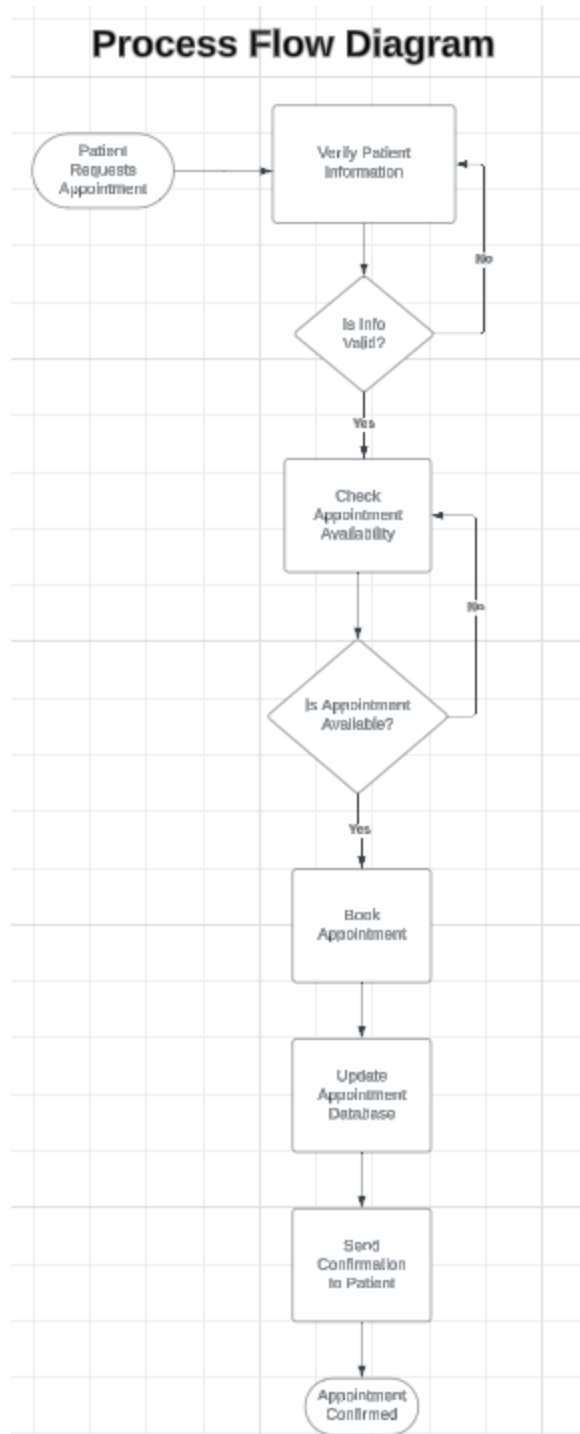 Process Flow Diagram
Patient
Requests
Appointment
Verify Patient
Information
No
Is Info
Valid?
Yes
Check
Appointment
Availability
No
Is Appointment
Available?
Yes
Book
Appointment
Update
Appointment
Database
Send
Confirmation
to Patient
Appointment
Confirmed